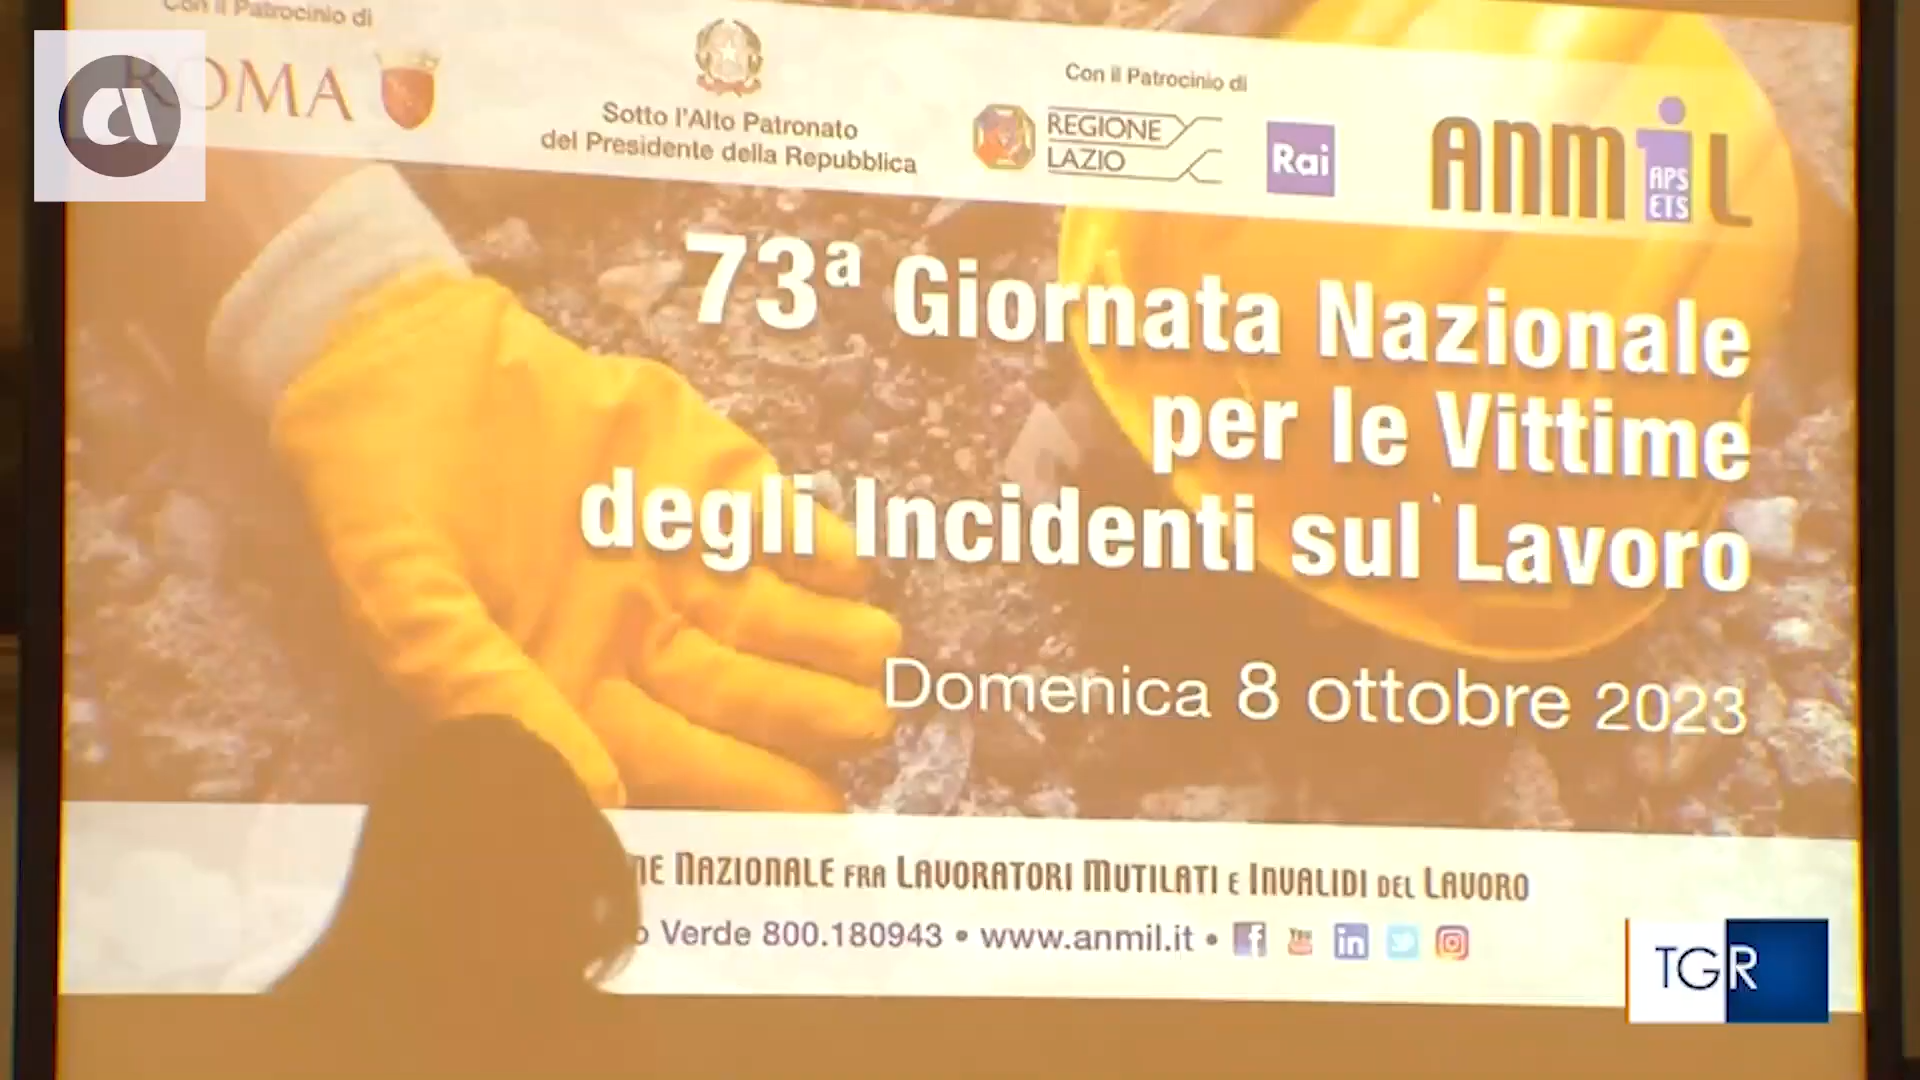 Con il Patrocinio di
ROMA
Sotto l'Alto Patronato
del Presidente della Repubblica
Con il Patrocinio di
REGIONE
LAZIO
Rai
ANMIL
APS
ETS
73ª Giornata Nazionale
per le Vittime
degli Incidenti sul Lavoro
Domenica 8 ottobre 2023
NAZIONALE FRA LAVORATORI MUTILATI E INVALIDI DEL LAVORO
Verde 800.180943 • www.anmil.it •
TGR